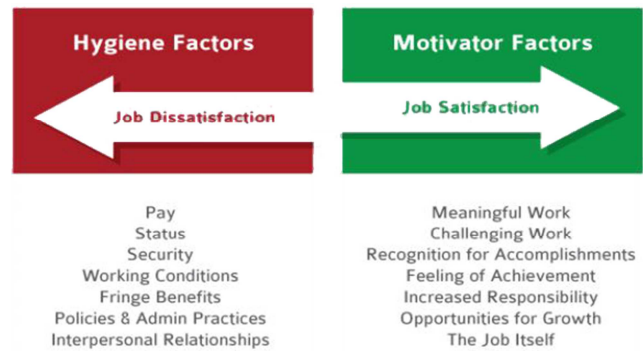 Hygiene Factors
Job Dissatisfaction
Pay
Status
Security
Working Conditions
Fringe Benefits
Policies & Admin Practices
Interpersonal Relationships
Motivator Factors
Job Satisfaction
Meaningful Work
Challenging Work
Recognition for Accomplishments
Feeling of Achievement
Increased Responsibility
Opportunities for Growth
The Job Itself